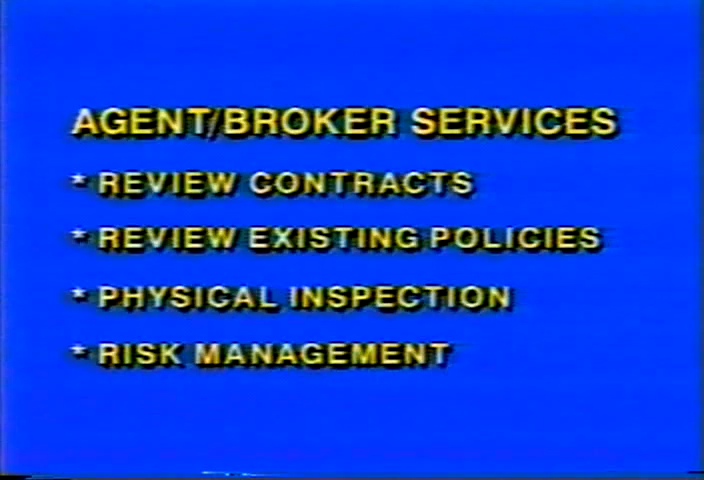 AGENT/BROKER SERVICES
* REVIEW CONTRACTS
* REVIEW EXISTING POLICIES
* PHYSICAL INSPECTION
* RISK MANAGEMENT